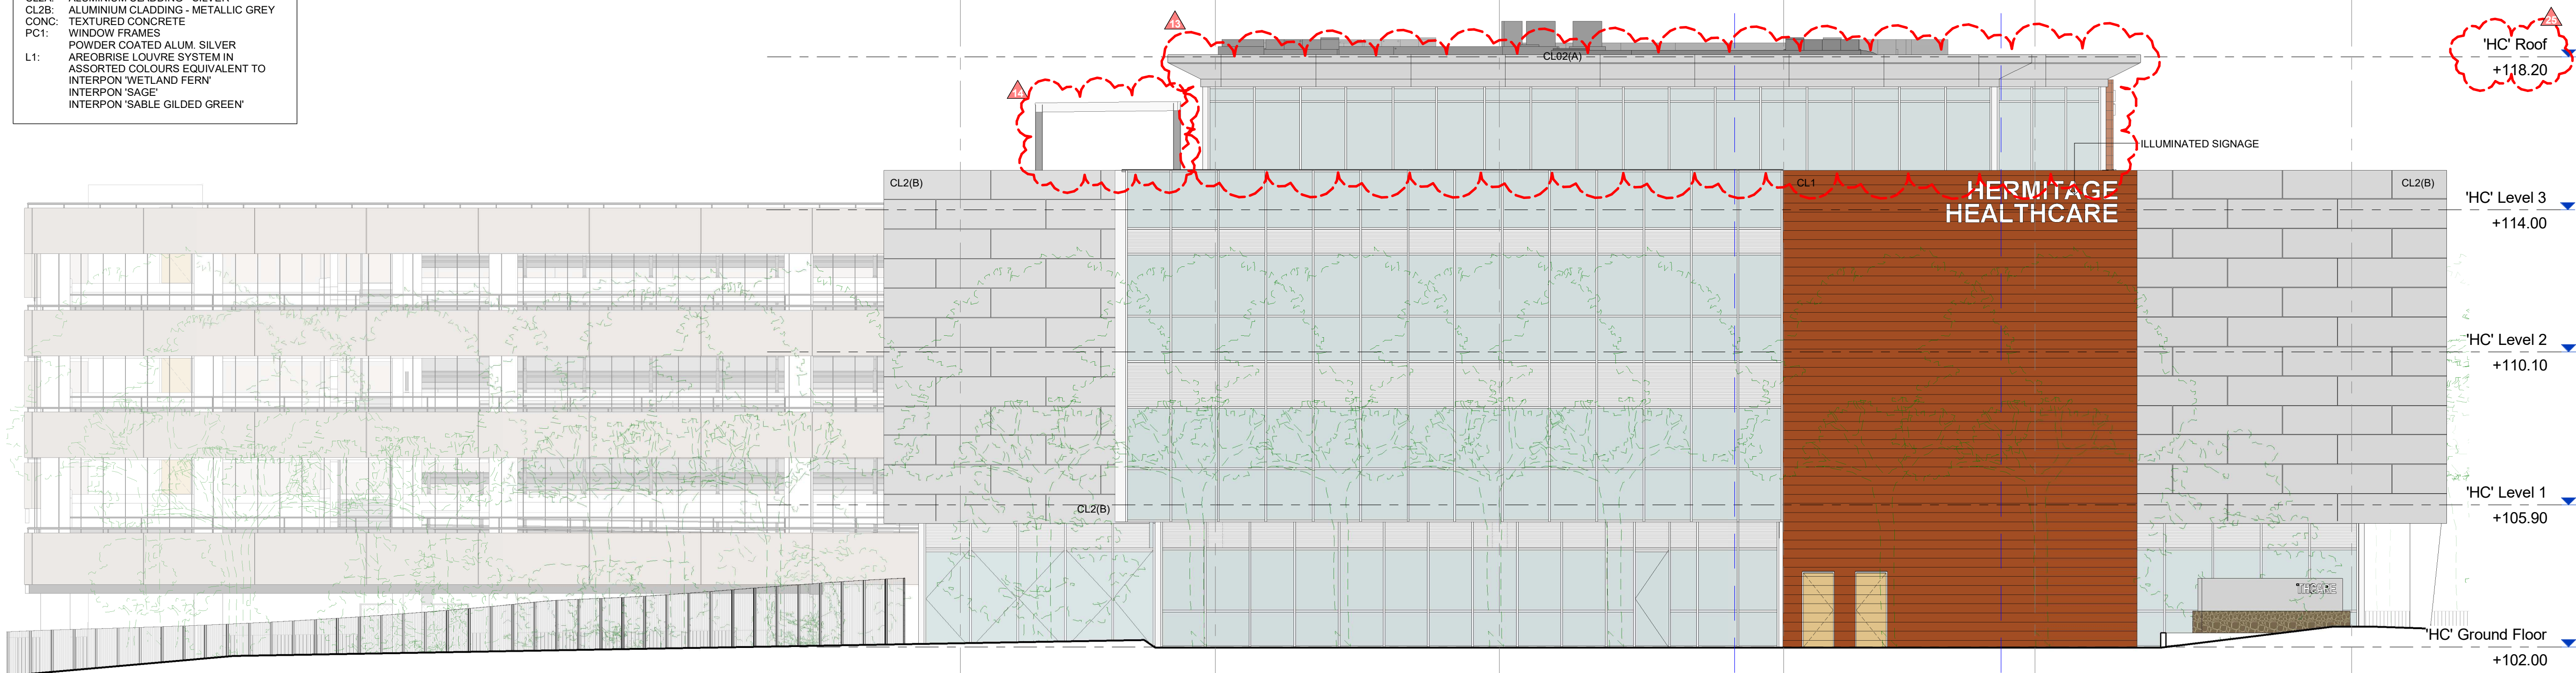 CL2B: ALUMINIUM CLADDING - METALLIC GREY
CONC: TEXTURED CONCRETE
PC1: WINDOW FRAMES
POWDER COATED ALUM. SILVER
L1: AREOBRISE LOUVRE SYSTEM IN
ASSORTED COLOURS EQUIVALENT TO
INTERPON 'WETLAND FERN'
INTERPON 'SAGE'
INTERPON 'SABLE GILDED GREEN'
13
25
14
'HC' Roof
+118.20
CL02(A)
ILLUMINATED SIGNAGE
CL2(B)
CL1
CL2(B)
HERMITAGE
HEALTHCARE
'HC' Level 3
+114.00
'HC' Level 2
+110.10
'HC' Level 1
+105.90
CL2(B)
'HC' Ground Floor
+102.00